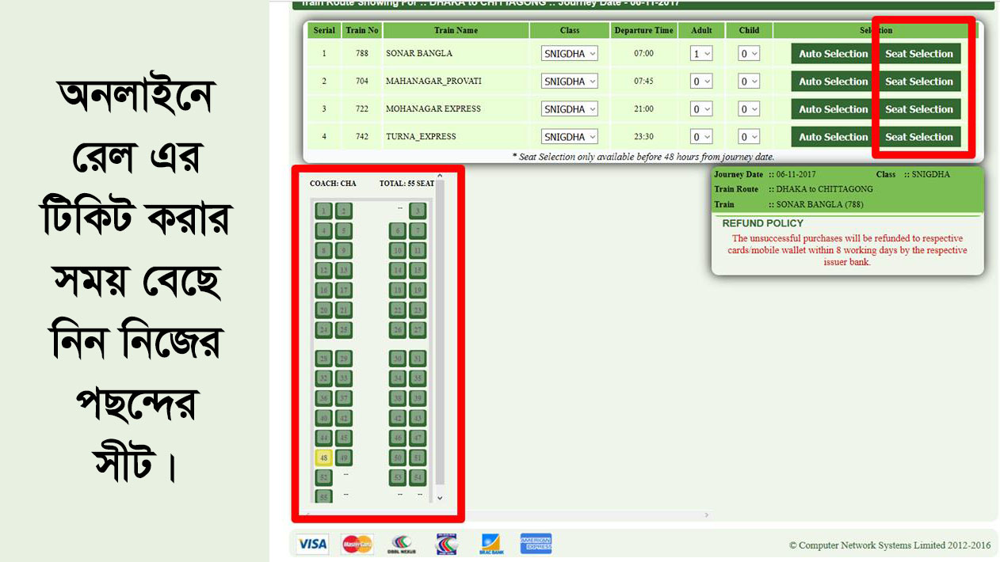 অনলাইনে
রেল এর
টিকিট করার
সময় বেছে
নিন নিজের
পছন্দের
সীট।
Train Route Showing For :: DHAKA to CHITTAGONG :: Journey Date - 06-11-2017
Serial Train No Train Name Class Departure Time Adult Child Selection
1 788 SONAR BANGLA SNIGDHA 07:00 1 0 Auto Selection Seat Selection
2 704 MAHANAGAR_PROVATI SNIGDHA 07:45 0 0 Auto Selection Seat Selection
3 722 MOHANAGAR EXPRESS SNIGDHA 21:00 0 0 Auto Selection Seat Selection
4 742 TURNA_EXPRESS SNIGDHA 23:30 0 0 Auto Selection Seat Selection
* Seat Selection only available before 48 hours from journey date.
COACH: CHA TOTAL: 55 SEAT
1 2 -- 3
4 5 6 7
8 9 10 11
12 13 14 15
16 17 18 19
20 21 22 23
24 25 26 27
28 29 30 31
32 33 34 35
36 37 38 39
40 42 42 43
44 45 46 47
48 49 50 51
52 -- 53 54
55 -- -- --
Journey Date :: 06-11-2017 Class :: SNIGDHA
Train Route :: DHAKA to CHITTAGONG
Train :: SONAR BANGLA (788)
REFUND POLICY
The unsuccessful purchases will be refunded to respective
cards/mobile wallet within 8 working days by the respective
issuer bank.
VISA MasterCard DBBL NEXUS BRAC BANK AMERICAN EXPRESS
© Computer Network Systems Limited 2012-2016